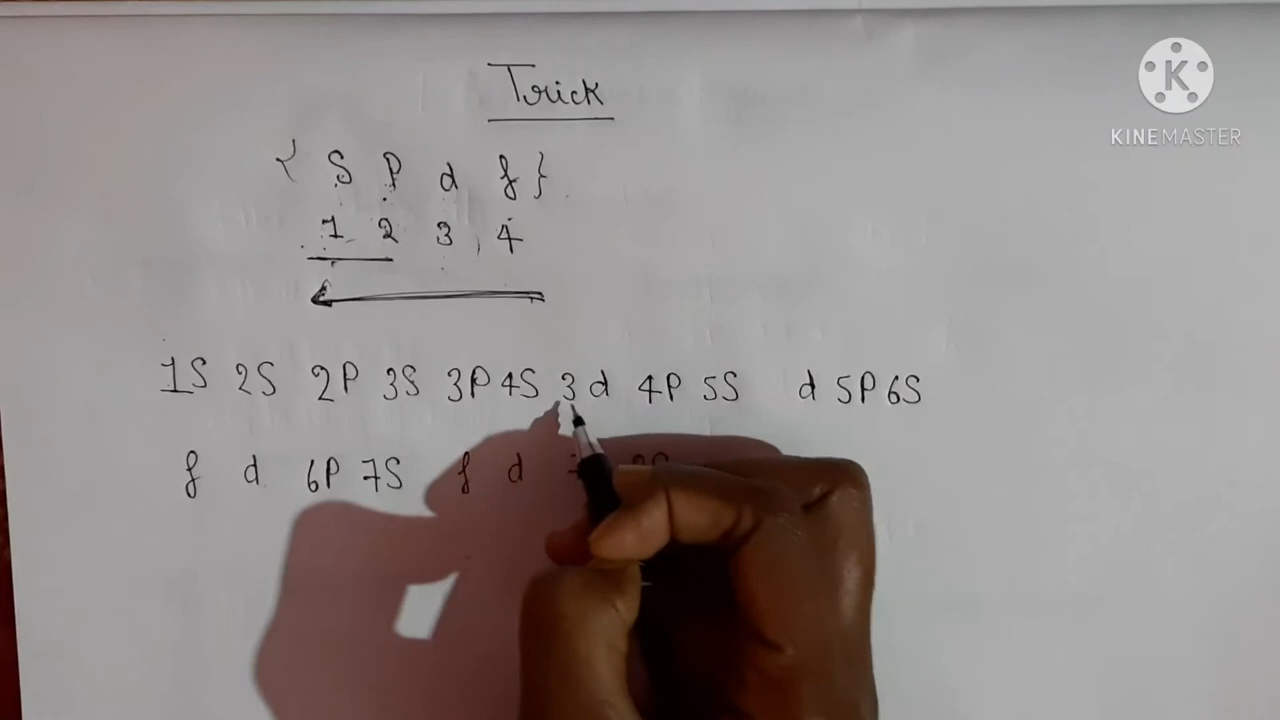 Trick
{ S P d f }
1 2 3 4
1S 2S 2P 3S 3P 4S 3d 4P 5S d 5P 6S
f d 6P 7S f d
K
KINEMASTER